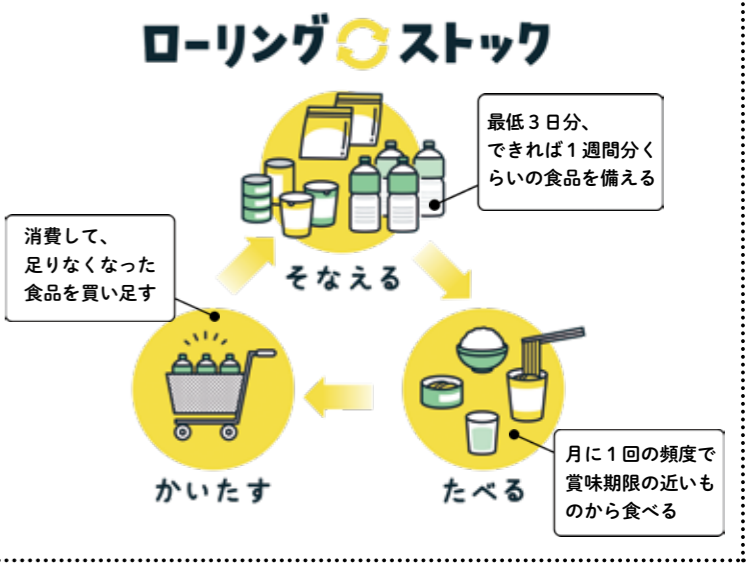 ローリング ストック
最低３日分、
できれば１週間分く
らいの食品を備える
そなえる
消費して、
足りなくなった
食品を買い足す
かいたす
たべる
月に１回の頻度で
賞味期限の近いも
のから食べる